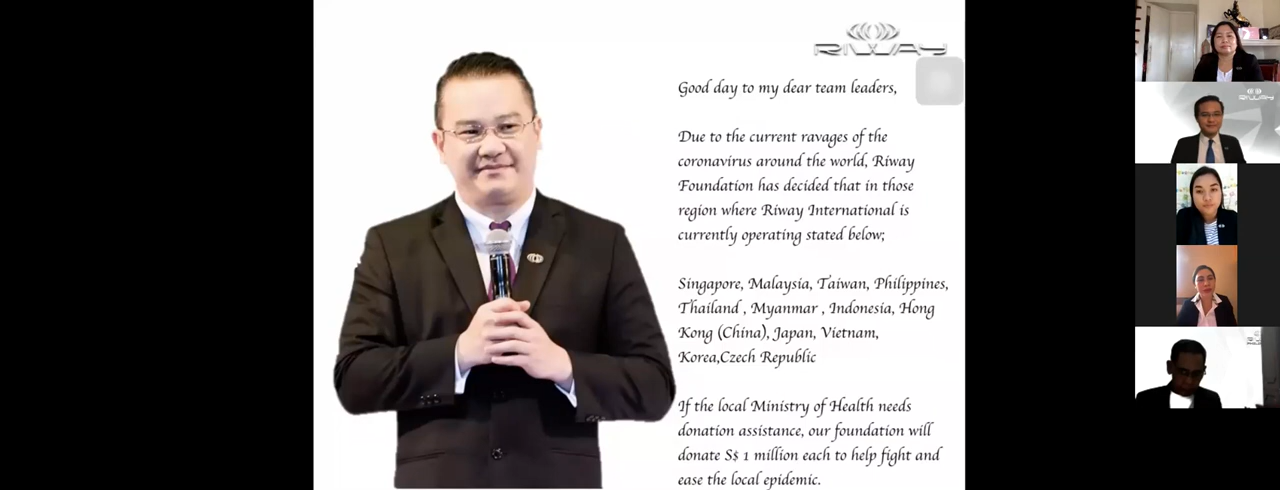 RIWAY
Good day to my dear team leaders,
Due to the current ravages of the
coronavirus around the world, Riway
Foundation has decided that in those
region where Riway International is
currently operating stated below;
Singapore, Malaysia, Taiwan, Philippines,
Thailand , Myanmar , Indonesia, Hong
Kong (China), Japan, Vietnam,
Korea,Czech Republic
If the local Ministry of Health needs
donation assistance, our foundation will
donate S$ 1 million each to help fight and
ease the local epidemic.
RIWAY